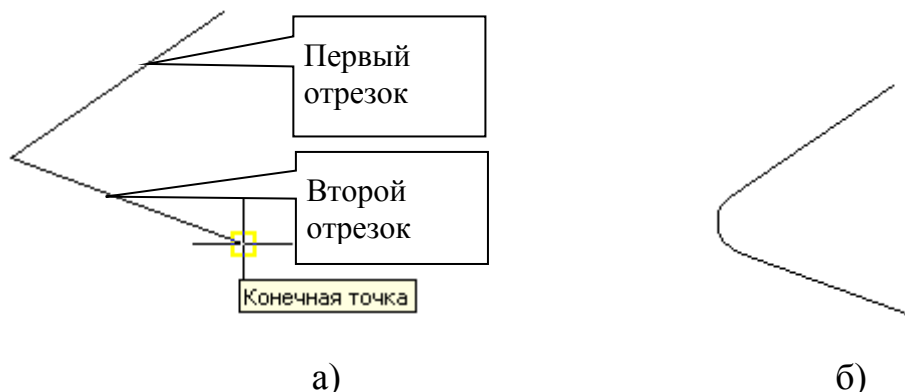 Первый
отрезок
Второй
отрезок
Конечная точка
а)
б)